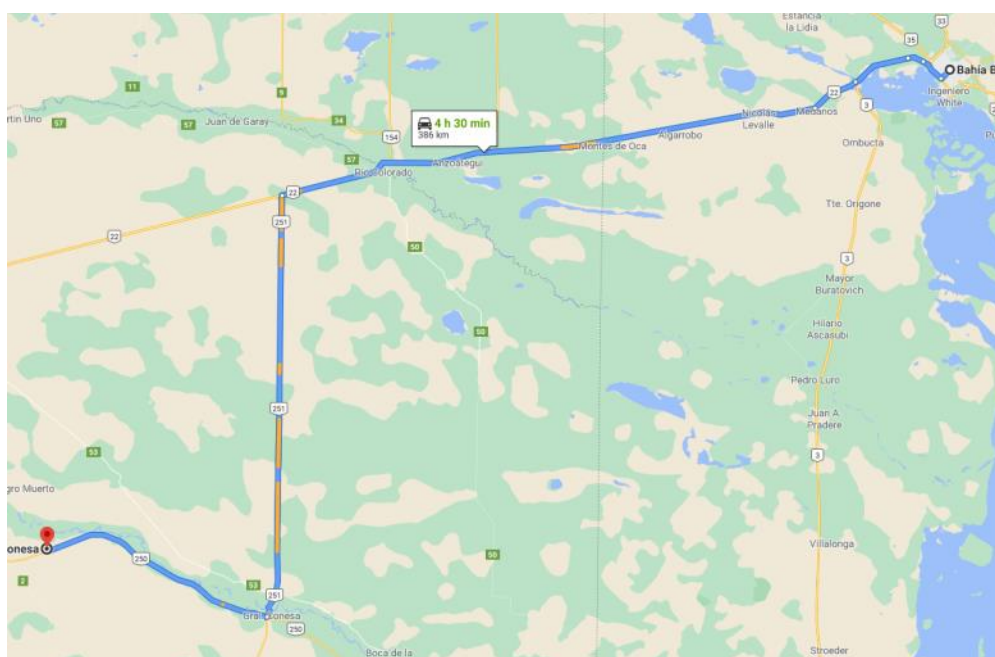 Estancia
la Lidia
33
35
Bahía B
Ingeniero
White
11
9
rtin Uno
57
57
Juan de Garay
34
154
4 h 30 min
386 km
22
Médanos
3
Nicolás
Levalle
Algarrobo
Montes de Oca
Ombucta
57
Río Colorado
Anzoátegui
22
251
22
50
Tte. Origone
3
Mayor
Buratovich
50
Hilario
Ascasubi
Pedro Luro
251
Juan A.
Pradere
53
3
gro Muerto
onesa
250
50
Villalonga
2
53
251
250
Boca de la
Stroeder